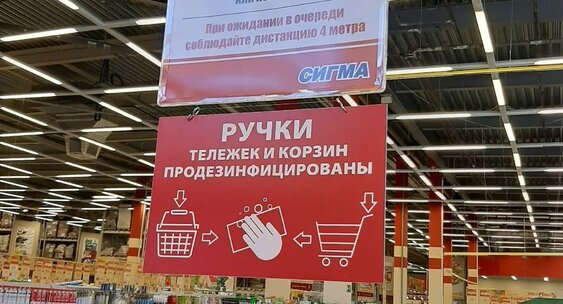 При ожидании в очереди
соблюдайте дистанцию 4 метра
СИГМА
РУЧКИ
ТЕЛЕЖЕК И КОРЗИН
ПРОДЕЗИНФИЦИРОВАНЫ